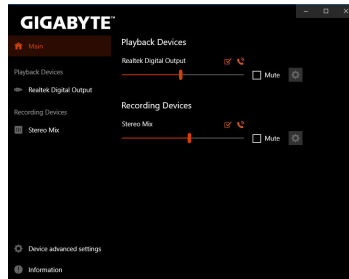 GIGABYTE™
Main
Playback Devices
Realtek Digital Output
Recording Devices
Stereo Mix
Device advanced settings
Information
Playback Devices
Realtek Digital Output
Mute
Recording Devices
Stereo Mix
Mute